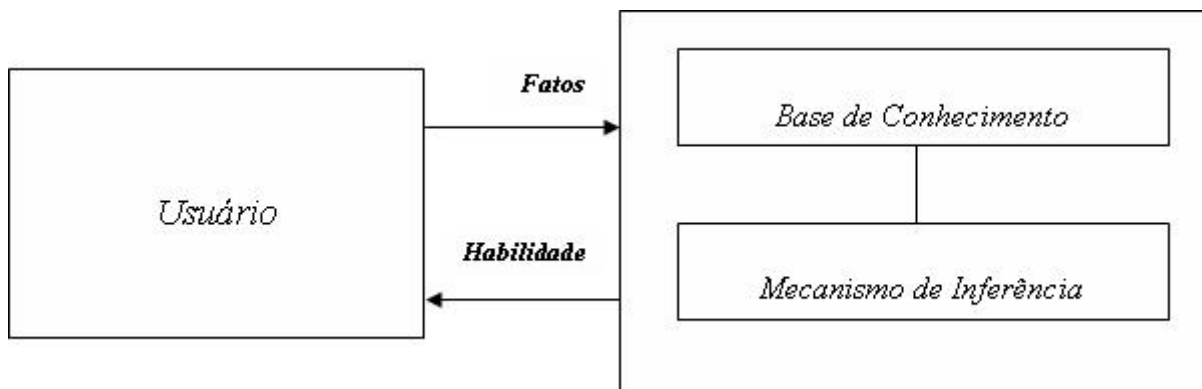 Fatos
Base de Conhecimento
Usuário
Habilidade
Mecanismo de Inferência